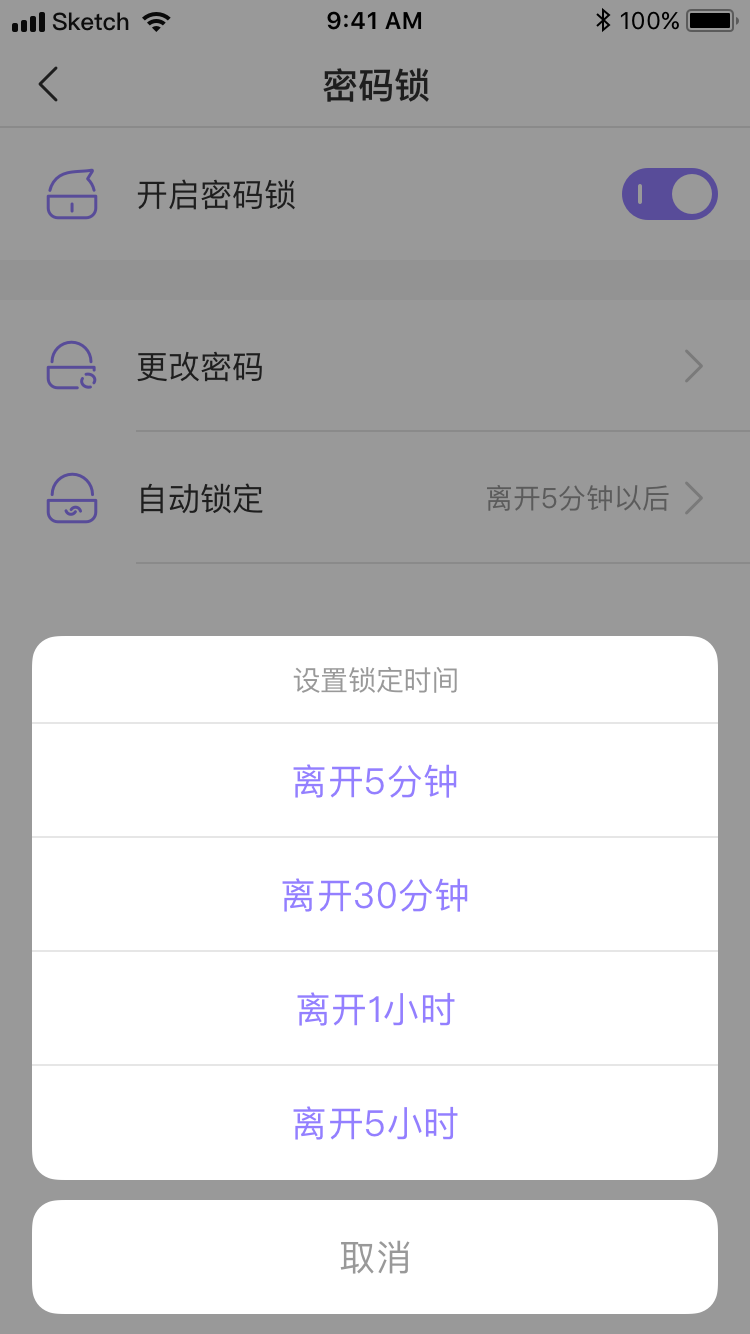 Sketch 9:41 AM 100%
密码锁
开启密码锁
更改密码
自动锁定 离开5分钟以后
设置锁定时间
离开5分钟
离开30分钟
离开1小时
离开5小时
取消